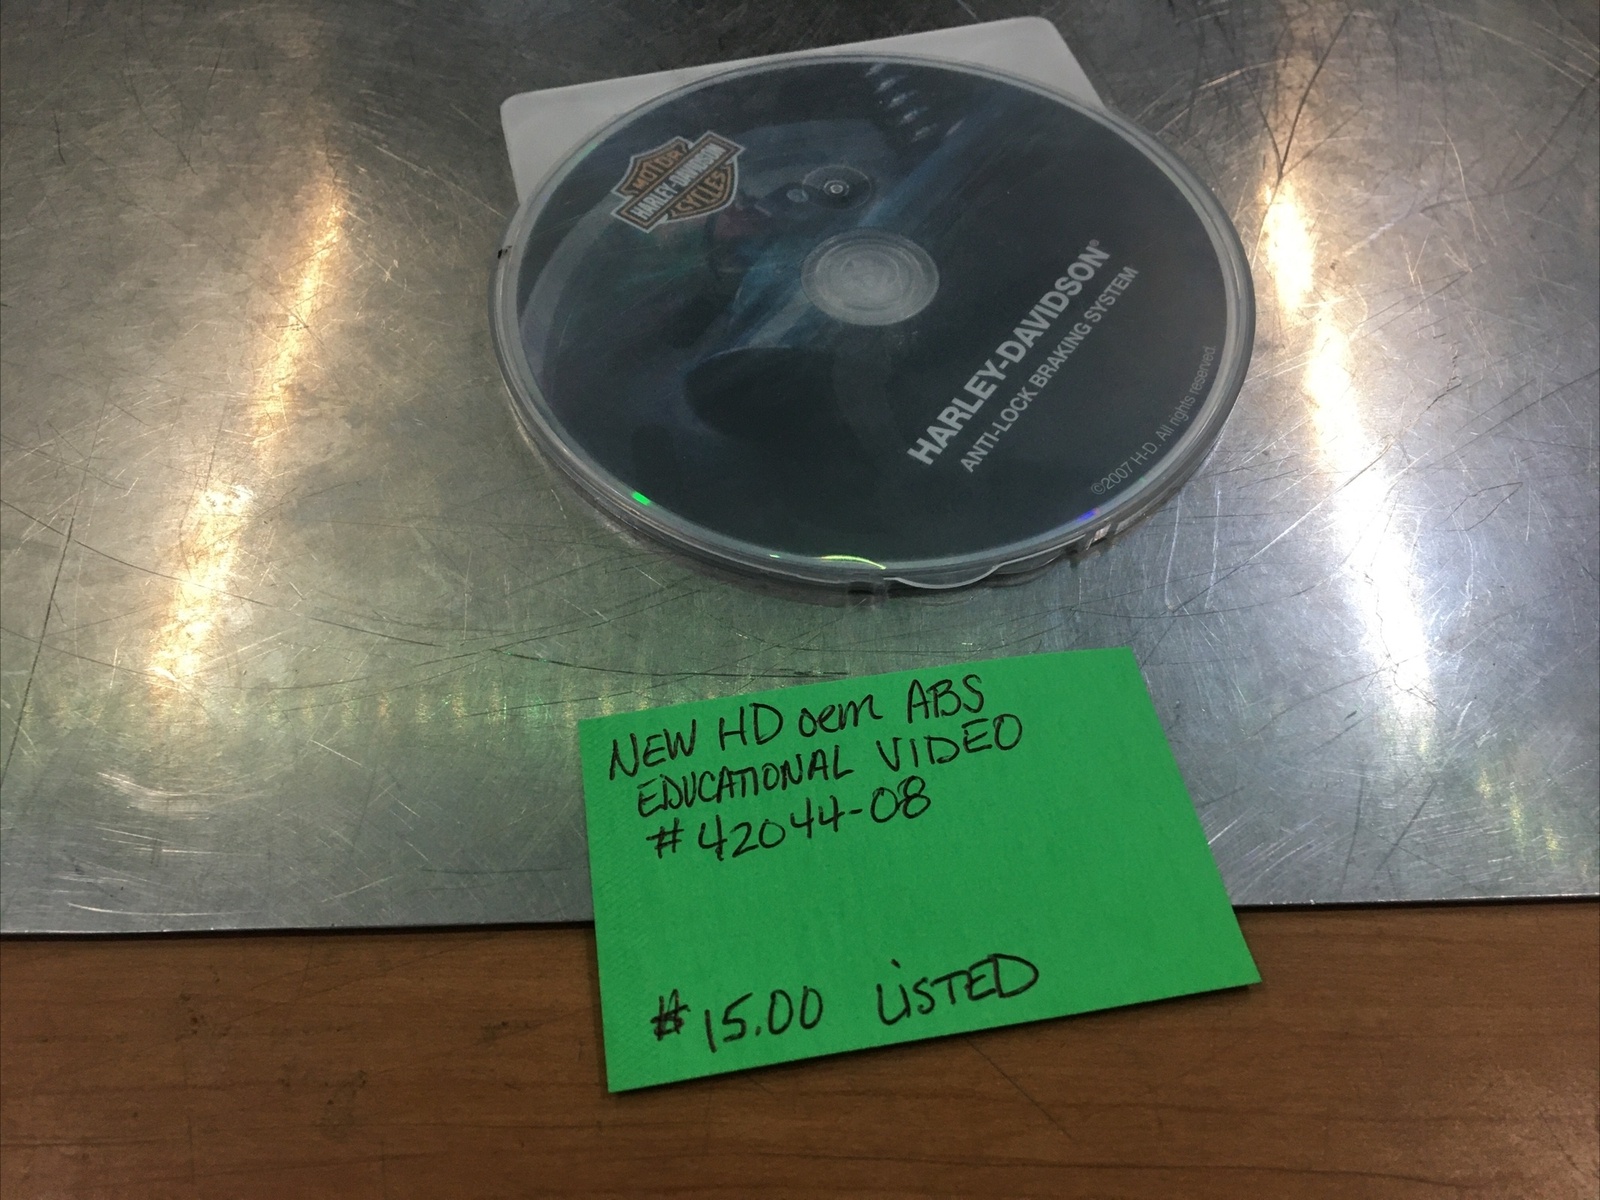 MOTOR
HARLEY-DAVIDSON
CYCLES
HARLEY-DAVIDSON®
ANTI-LOCK BRAKING SYSTEM
©2007 H-D. All rights reserved.
NEW HD oem ABS
EDUCATIONAL VIDEO
# 42044-08
$15.00 LiSTED